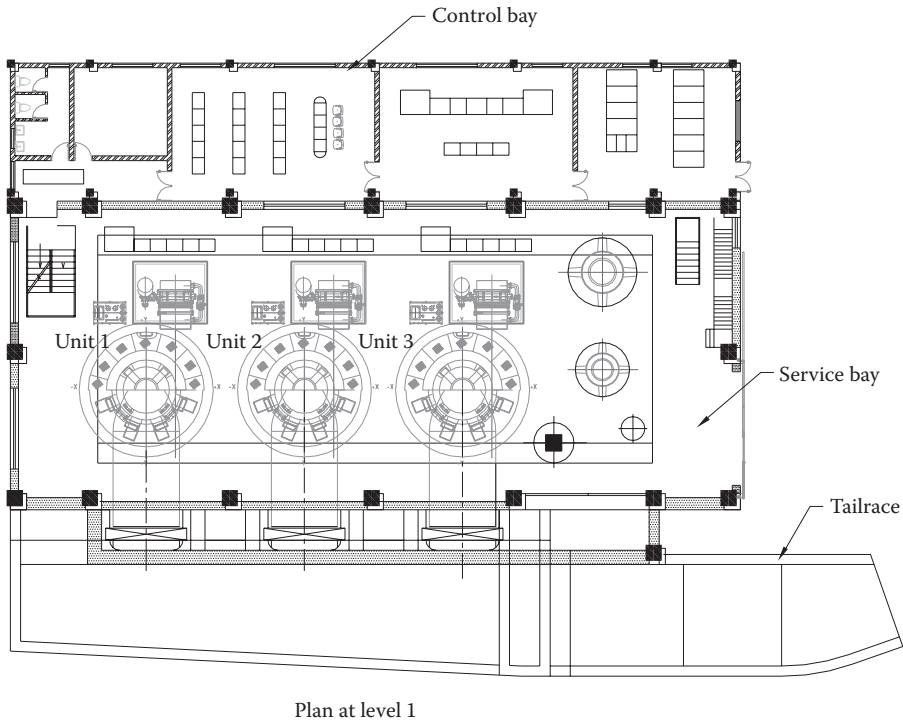 Control bay
Unit 1
Unit 2
Unit 3
-X
-X
-X
Service bay
Tailrace
Plan at level 1